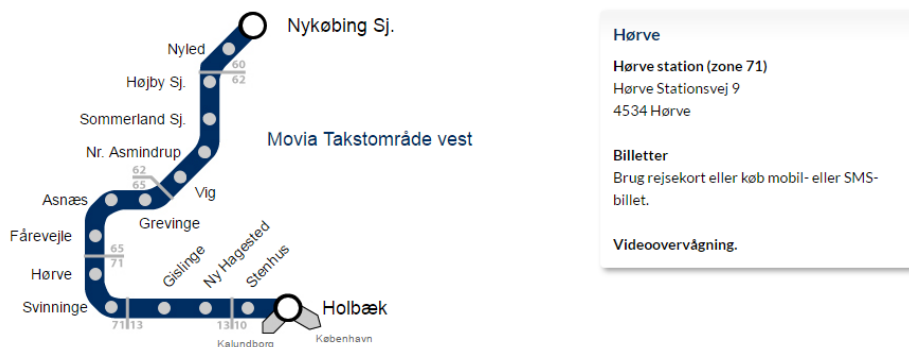 Nykøbing Sj.
Nyled
60
62
Højby Sj.
Sommerland Sj.
Movia Takstområde vest
Nr. Asmindrup
62
65
Vig
Asnæs
Grevinge
Fårevejle
65
71
Gislinge
Ny Hagested
Stenhus
Hørve
Svinninge
Holbæk
71 13
13 10
Kalundborg
København
Hørve
Hørve station (zone 71)
Hørve Stationsvej 9
4534 Hørve
Billetter
Brug rejsekort eller køb mobil- eller SMS-
billet.
Videoovervågning.